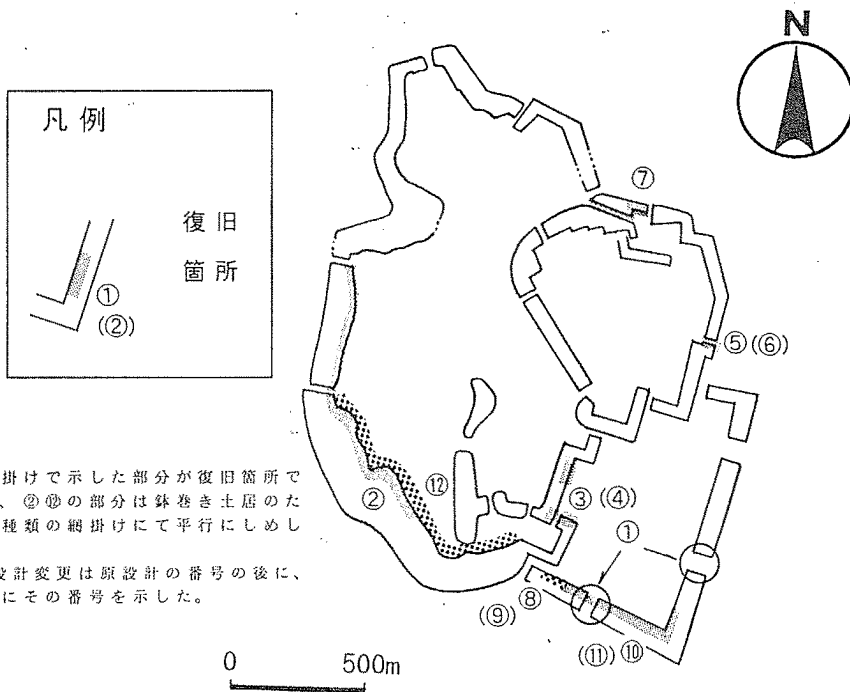 N
凡例
復旧
箇所
①
(②)
⑦
⑤(⑥)
②
⑫
③(④)
①
⑧
(⑨)
(⑪)⑩
掛けで示した部分が復旧箇所で
、②⑫の部分は鉢巻き土居のた
種類の網掛けにて平行にしめし
設計変更は原設計の番号の後に、
にその番号を示した。
0 500m